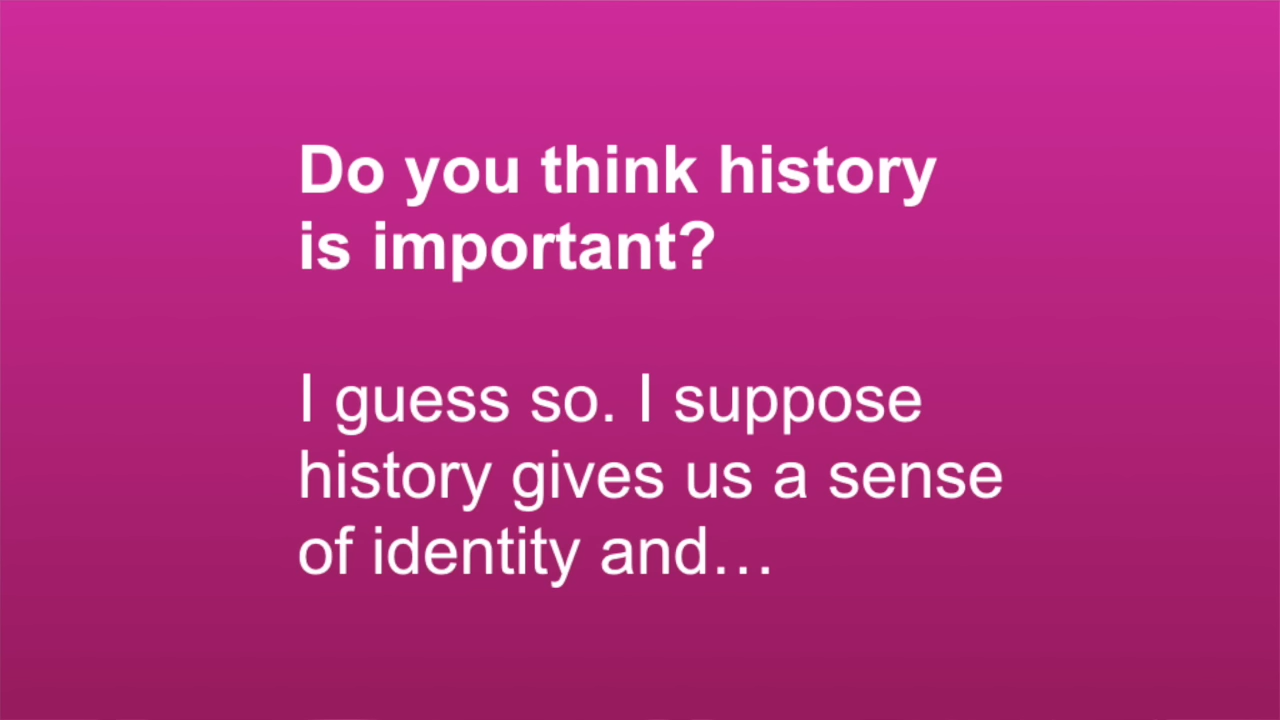 Do you think history
is important?
I guess so. I suppose
history gives us a sense
of identity and…